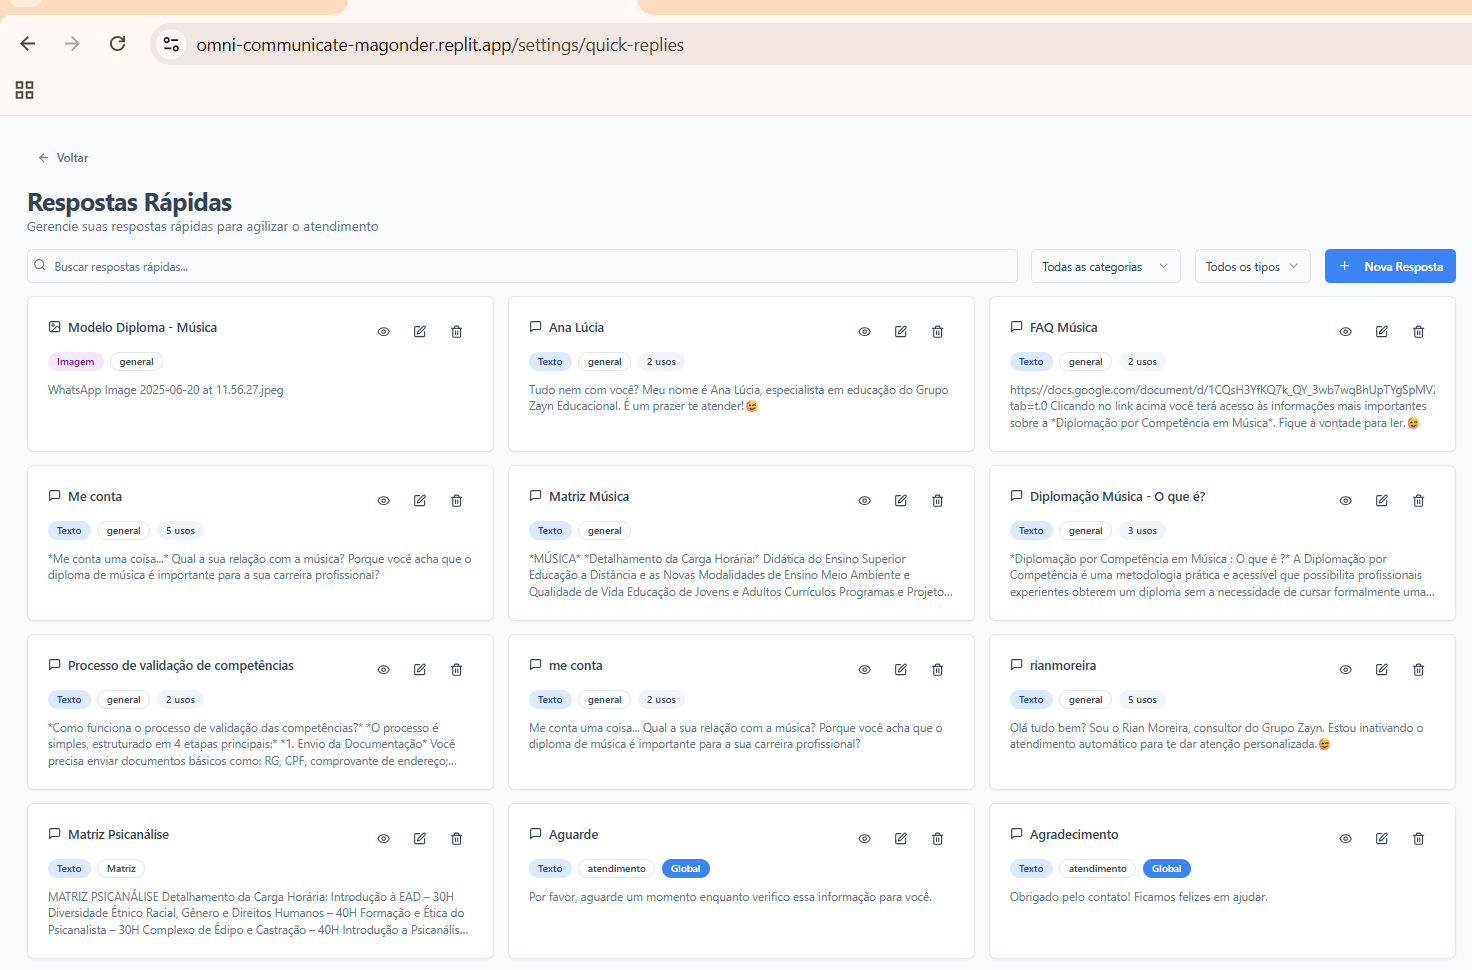 omni-communicate-magonder.replit.app/settings/quick-replies
Voltar
Respostas Rápidas
Gerencie suas respostas rápidas para agilizar o atendimento
Buscar respostas rápidas...
Todas as categorias
Todos os tipos
+ Nova Resposta
Modelo Diploma - Música
Imagem general
WhatsApp Image 2025-06-20 at 11.56.27.jpeg
Ana Lúcia
Texto general 2 usos
Tudo nem com você? Meu nome é Ana Lúcia, especialista em educação do Grupo
Zayn Educacional. É um prazer te atender!😅
FAQ Música
Texto general 2 usos
https://docs.google.com/document/d/1CQsH3YfKQ7k_QY_3wb7wqBhUpTYgSpMV
tab=t.0 Clicando no link acima você terá acesso às informações mais importantes
sobre a *Diplomação por Competência em Música*. Fique à vontade para ler.😅
Me conta
Texto general 5 usos
*Me conta uma coisa...* Qual a sua relação com a música? Porque você acha que o
diploma de música é importante para a sua carreira profissional?
Matriz Música
Texto general
*MÚSICA* *Detalhamento da Carga Horária:* Didática do Ensino Superior
Educação a Distância e as Novas Modalidades de Ensino Meio Ambiente e
Qualidade de Vida Educação de Jovens e Adultos Currículos Programas e Projeto...
Diplomação Música - O que é?
Texto general 3 usos
*Diplomação por Competência em Música : O que é ?* A Diplomação por
Competência é uma metodologia prática e acessível que possibilita profissionais
experientes obterem um diploma sem a necessidade de cursar formalmente uma...
Processo de validação de competências
Texto general 2 usos
*Como funciona o processo de validação das competências?* *O processo é
simples, estruturado em 4 etapas principais:* *1. Envio da Documentação* Você
precisa enviar documentos básicos como: RG, CPF, comprovante de endereço;...
me conta
Texto general 2 usos
Me conta uma coisa... Qual a sua relação com a música? Porque você acha que o
diploma de música é importante para a sua carreira profissional?
rianmoreira
Texto general 5 usos
Olá tudo bem? Sou o Rian Moreira, consultor do Grupo Zayn. Estou inativando o
atendimento automático para te dar atenção personalizada.😅
Matriz Psicanálise
Texto Matriz
MATRIZ PSICANÁLISE Detalhamento da Carga Horária: Introdução à EAD – 30H
Diversidade Étnico Racial, Gênero e Direitos Humanos – 40H Formação e Ética do
Psicanalista – 30H Complexo de Édipo e Castração – 40H Introdução a Psicanális...
Aguarde
Texto atendimento Global
Por favor, aguarde um momento enquanto verifico essa informação para você.
Agradecimento
Texto atendimento Global
Obrigado pelo contato! Ficamos felizes em ajudar.